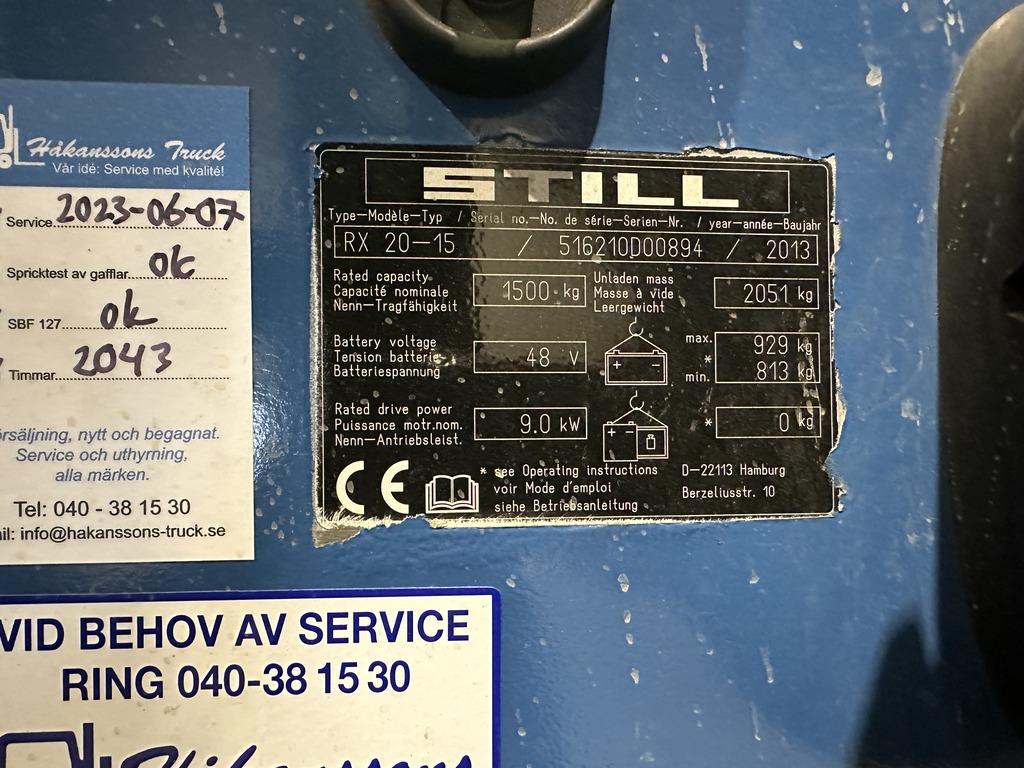 Håkanssons Truck
Vår idé: Service med kvalité!
Service...2023-06-07
Spricktest av gafflar...ok
SBF 127...ok
Timmar...2043
rsäljning, nytt och begagnat.
Service och uthyrning,
alla märken.
Tel: 040 - 38 15 30
il: info@hakanssons-truck.se
STILL
Type-Modèle-Typ / Serial no.-No. de série-Serien-Nr. / year-année-Baujahr
RX 20-15 / 516210D00894 / 2013
Rated capacity
Capacité nominale
Nenn-Tragfähigkeit
1500 kg
Unladen mass
Masse à vide
Leergewicht
2051 kg
Battery voltage
Tension batterie
Batteriespannung
48 V
+ -
max. 929 kg
*
min. 813 kg
Rated drive power
Puissance motr.nom.
Nenn-Antriebsleist.
9.0 kW
+ -
* 0 kg
CE
* see Operating instructions
voir Mode d'emploi
siehe Betriebsanleitung
D-22113 Hamburg
Berzeliusstr. 10
VID BEHOV AV SERVICE
RING 040-38 15 30
Håkanssons